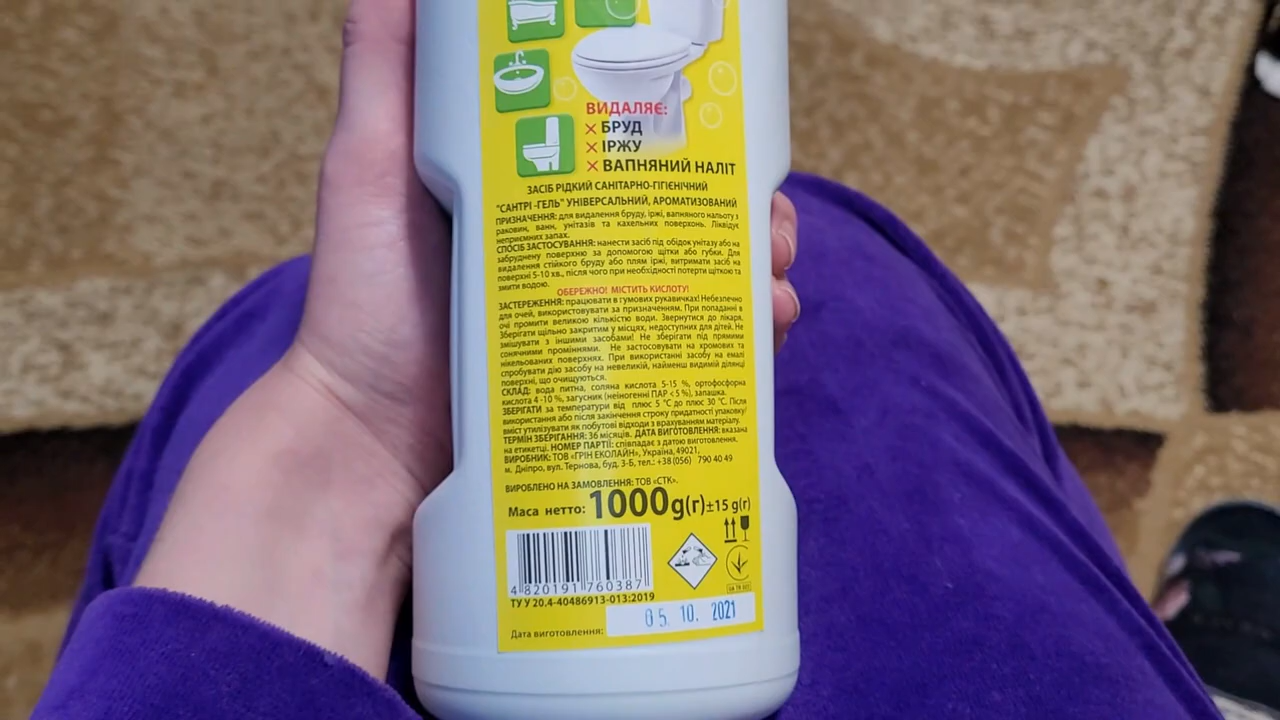 ВИДАЛЯЄ:
× БРУД
× ІРЖУ
× ВАПНЯНИЙ НАЛІТ
ЗАСІБ РІДКИЙ САНІТАРНО-ГІГІЄНІЧНИЙ
"САНТРІ -ГЕЛЬ" УНІВЕРСАЛЬНИЙ, АРОМАТИЗОВАНИЙ
ПРИЗНАЧЕННЯ: для видалення бруду, іржі, вапняного нальоту з
раковин, ванн, унітазів та кахельних поверхонь. Ліквідує
неприємних запах.
СПОСІБ ЗАСТОСУВАННЯ: нанести засіб під обідок унітазу або на
забруднену поверхню за допомогою щітки або губки. Для
видалення стійкого бруду або плям іржі, витримати засіб на
поверхні 5-10 хв., після чого при необхідності потерти щіткою та
змити водою.
ОБЕРЕЖНО! МІСТИТЬ КИСЛОТУ!
ЗАСТЕРЕЖЕННЯ: працювати в гумових рукавичках! Небезпечно
для очей, використовувати за призначенням. При попаданні в
очі промити великою кількістю води. Звернутися до лікаря.
Зберігати щільно закритим у місцях, недоступних для дітей. Не
змішувати з іншими засобами! Не зберігати під прямими
сонячними проміннями. Не застосовувати на хромових та
нікельованих поверхнях. При використанні засобу на емалі
спробувати дію засобу на невеликій, найменш видимій ділянці
поверхні, що очищуються.
СКЛАД: вода питна, соляна кислота 5-15 %, ортофосфорна
кислота 4 -10 %, загусник (неіоногенні ПАР < 5 %), запашка.
ЗБЕРІГАТИ за температури від плюс 5 °С до плюс 30 °С. Після
використання або після закінчення строку придатності упаковку/
вміст утилізувати як побутові відходи з врахуванням матеріалу.
ТЕРМІН ЗБЕРІГАННЯ: 36 місяців. ДАТА ВИГОТОВЛЕННЯ: вказана
на етикетці. НОМЕР ПАРТІЇ: співпадає з датою виготовлення.
ВИРОБНИК: ТОВ «ГРІН ЕКОЛАЙН», Україна, 49021,
м. Дніпро, вул. Тернова, буд. 3-Б, тел.: +38 (056) 790 40 49
ВИРОБЛЕНО НА ЗАМОВЛЕННЯ: ТОВ «СТК».
Маса нетто: 1000g(г)±15 g(г)
4 820191 760387
ТУ У 20.4-40486913-013:2019
Дата виготовлення: 05. 10. 2021